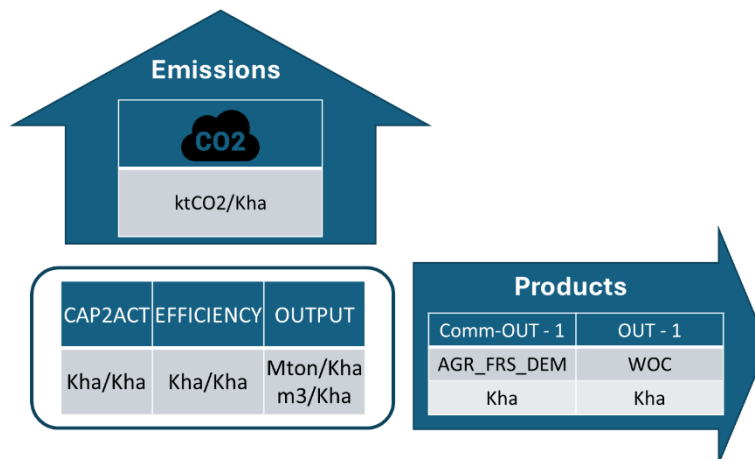 Emissions
CO2
ktCO2/Kha
CAP2ACT EFFICIENCY OUTPUT
Kha/Kha Kha/Kha Mton/Kha
m3/Kha
Products
Comm-OUT - 1 OUT - 1
AGR_FRS_DEM WOC
Kha Kha